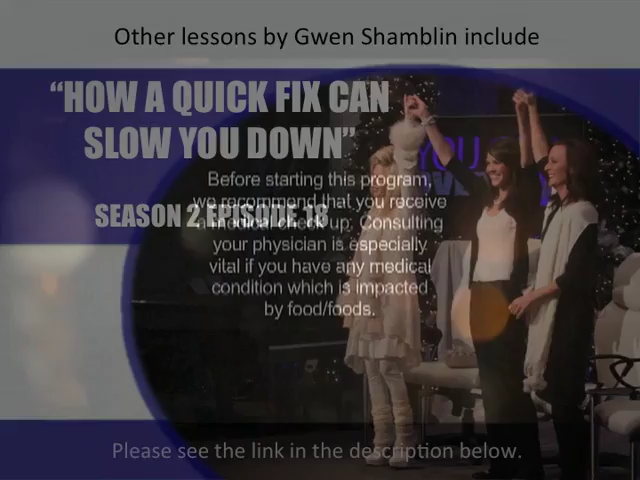 Other lessons by Gwen Shamblin include
“HOW A QUICK FIX CAN
SLOW YOU DOWN”
Before starting this program,
we recommend that you receive
a medical check up. Consulting
your physician is especially
vital if you have any medical
condition which is impacted
by food/foods.
SEASON 2 EPISODE 18
YOU
Please see the link in the description below.